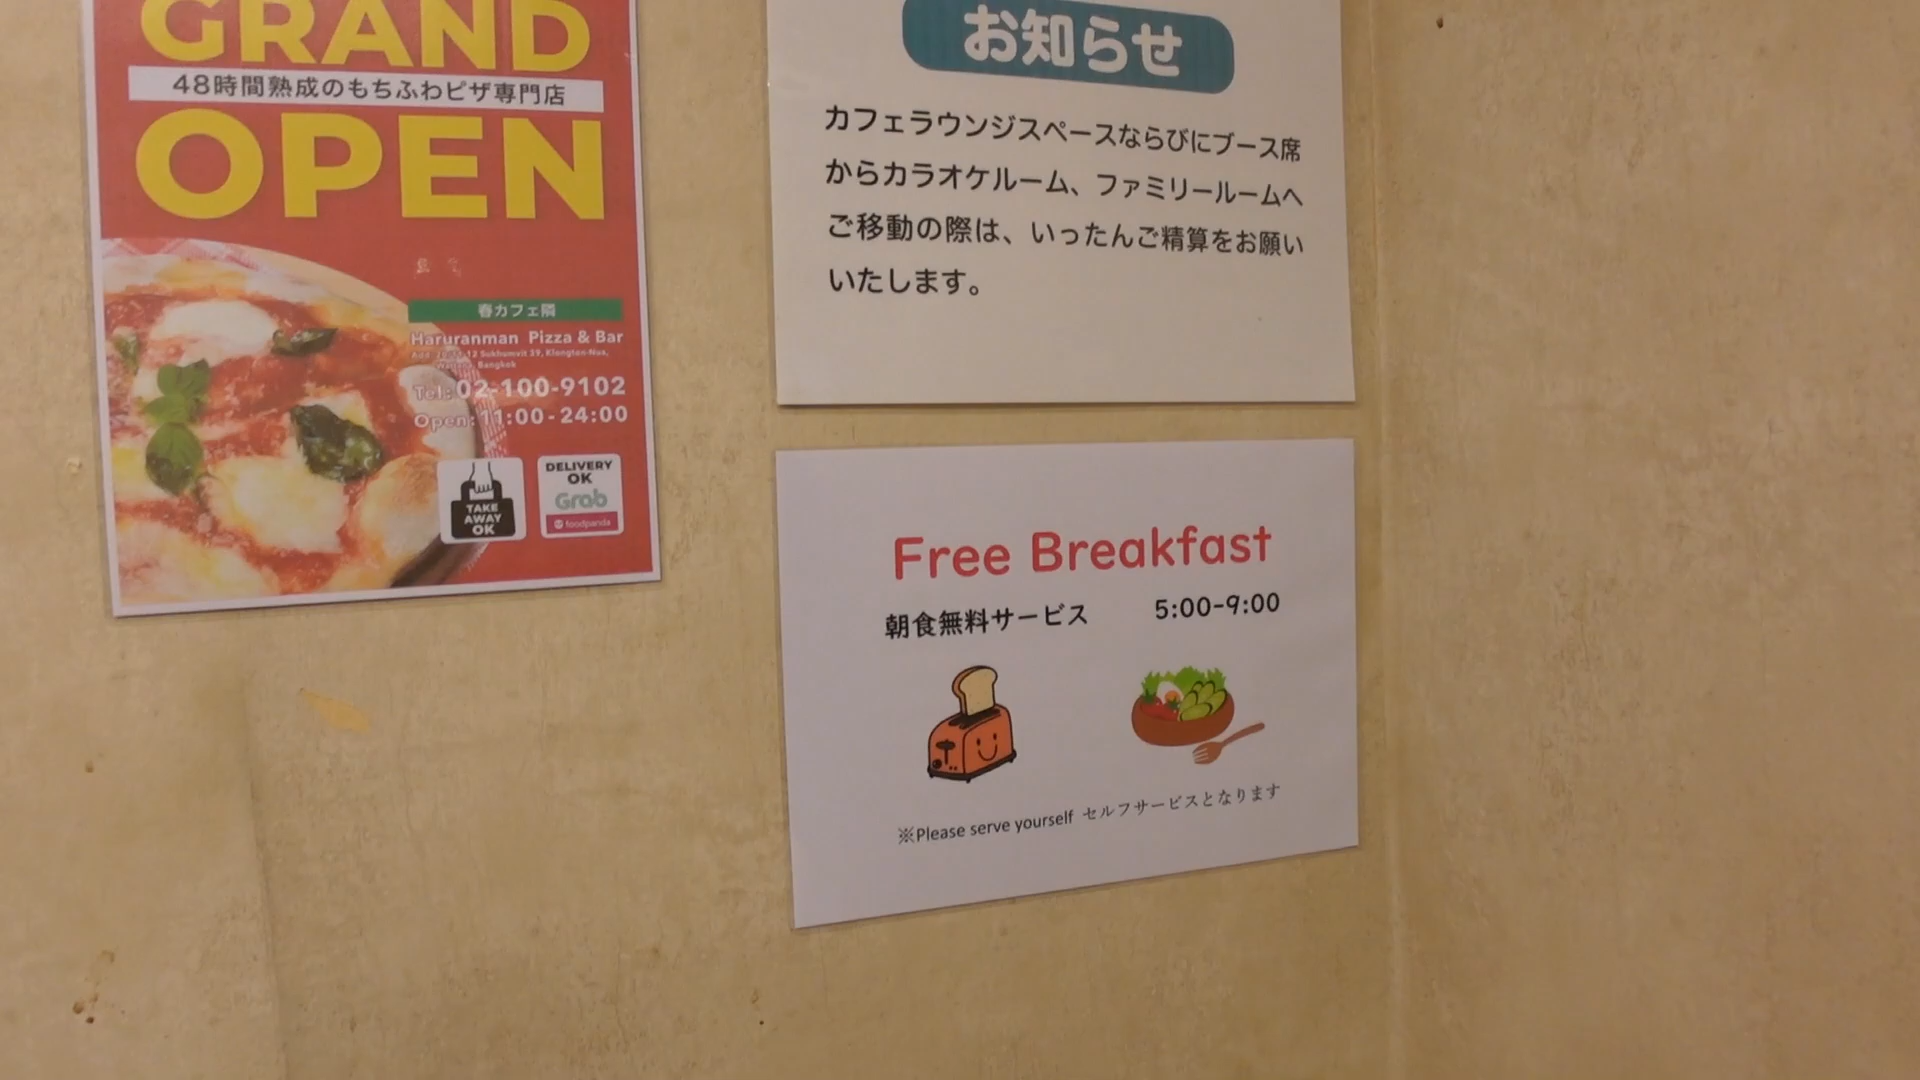 GRAND
48時間熟成のもちふわピザ専門店
OPEN
春カフェ隣
Haruranman Pizza & Bar
Sukhumvit 39, Klongton-Nua,
Bangkok
Tel: 02-100-9102
Open: 11:00-24:00
TAKE
AWAY
OK
DELIVERY
OK
Grab
foodpanda
お知らせ
カフェラウンジスペースならびにブース席
からカラオケルーム、ファミリールームへ
ご移動の際は、いったんご精算をお願い
いたします。
Free Breakfast
朝食無料サービス 5:00-9:00
※Please serve yourself セルフサービスとなります